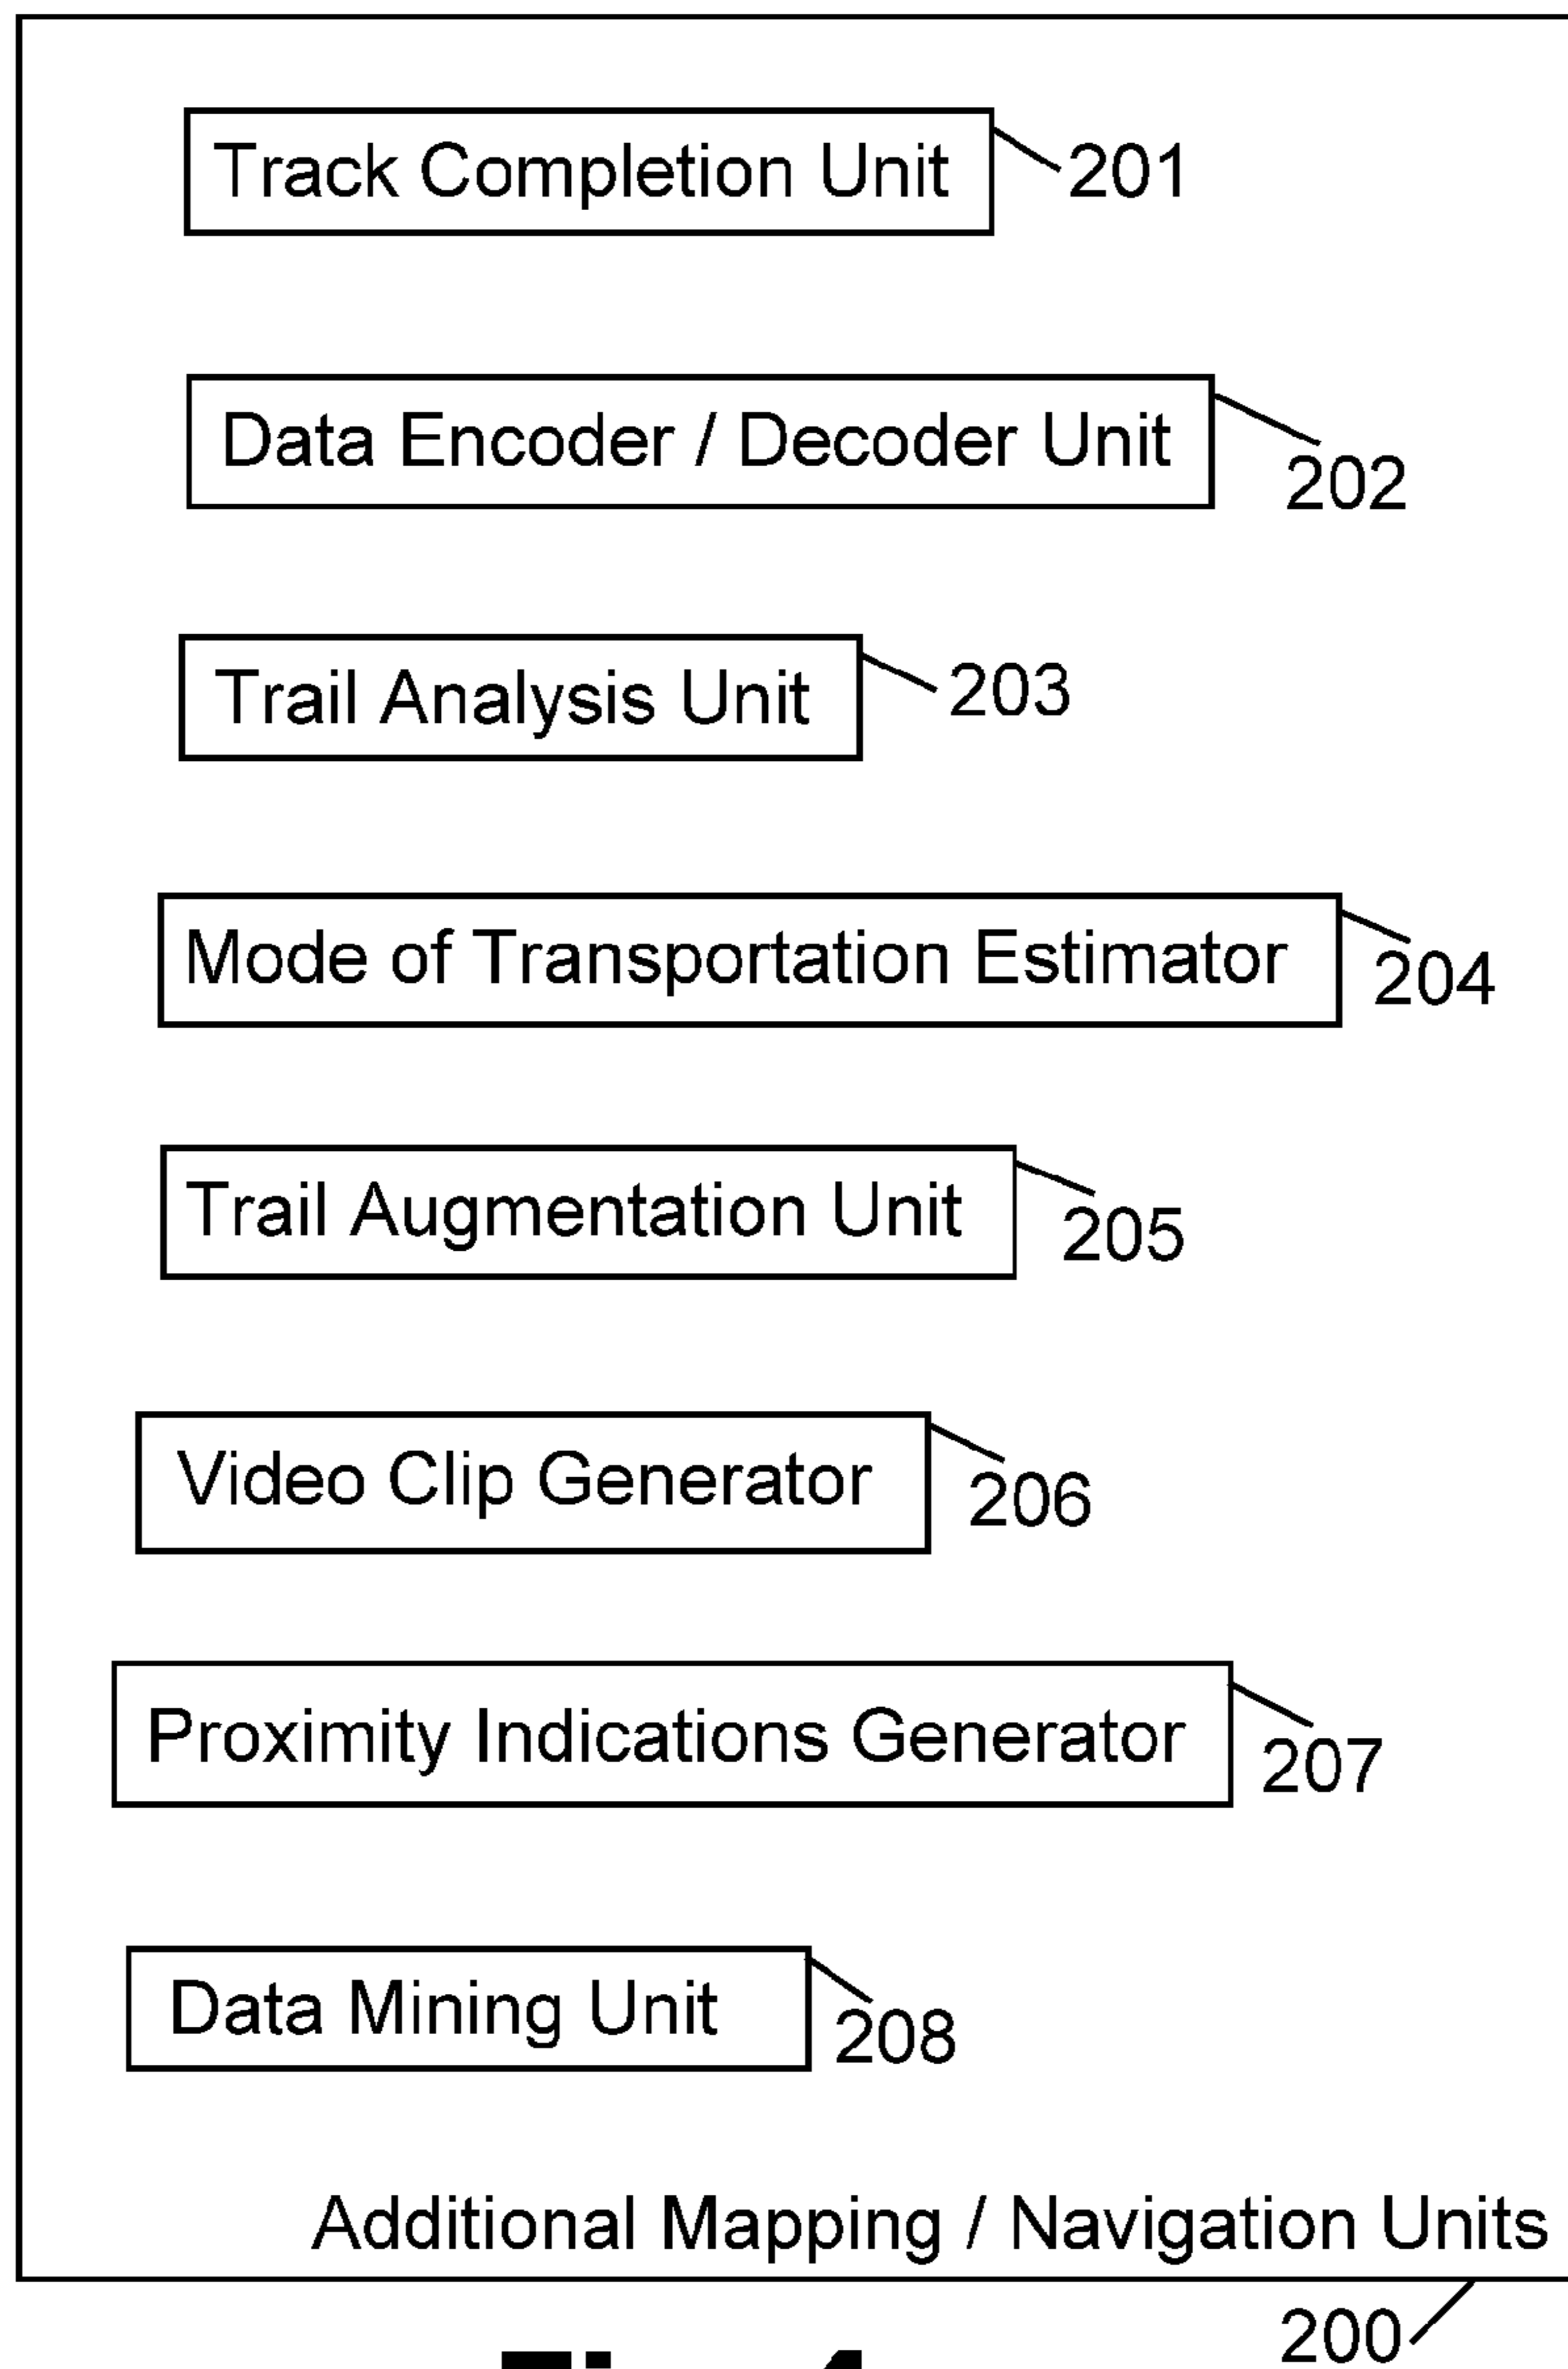 Track Completion Unit
201
Data Encoder / Decoder Unit
202
Trail Analysis Unit
203
Mode of Transportation Estimator
204
Trail Augmentation Unit
205
Video Clip Generator
206
Proximity Indications Generator
207
Data Mining Unit
208
Additional Mapping / Navigation Units
200